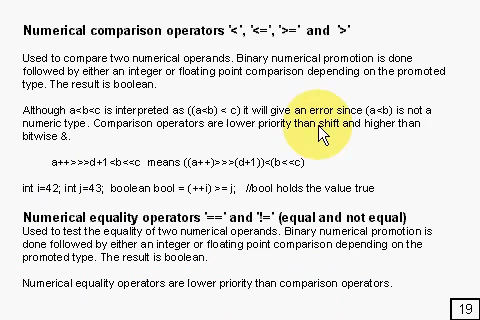 Numerical comparison operators '<', '<=', '>=' and '>'
Used to compare two numerical operands. Binary numerical promotion is done
followed by either an integer or floating point comparison depending on the promoted
type. The result is boolean.
Although a<b<c is interpreted as ((a<b) < c) it will give an error since (a<b) is not a
numeric type. Comparison operators are lower priority than shift and higher than
bitwise &.
a++>>>d+1<b<<c means ((a++)>>>(d+1))<(b<<c)
int i=42; int j=43; boolean bool = (++i) >= j; //bool holds the value true
Numerical equality operators '==' and '!=' (equal and not equal)
Used to test the equality of two numerical operands. Binary numerical promotion is
done followed by either an integer or floating point comparison depending on the
promoted type. The result is boolean.
Numerical equality operators are lower priority than comparison operators.
19